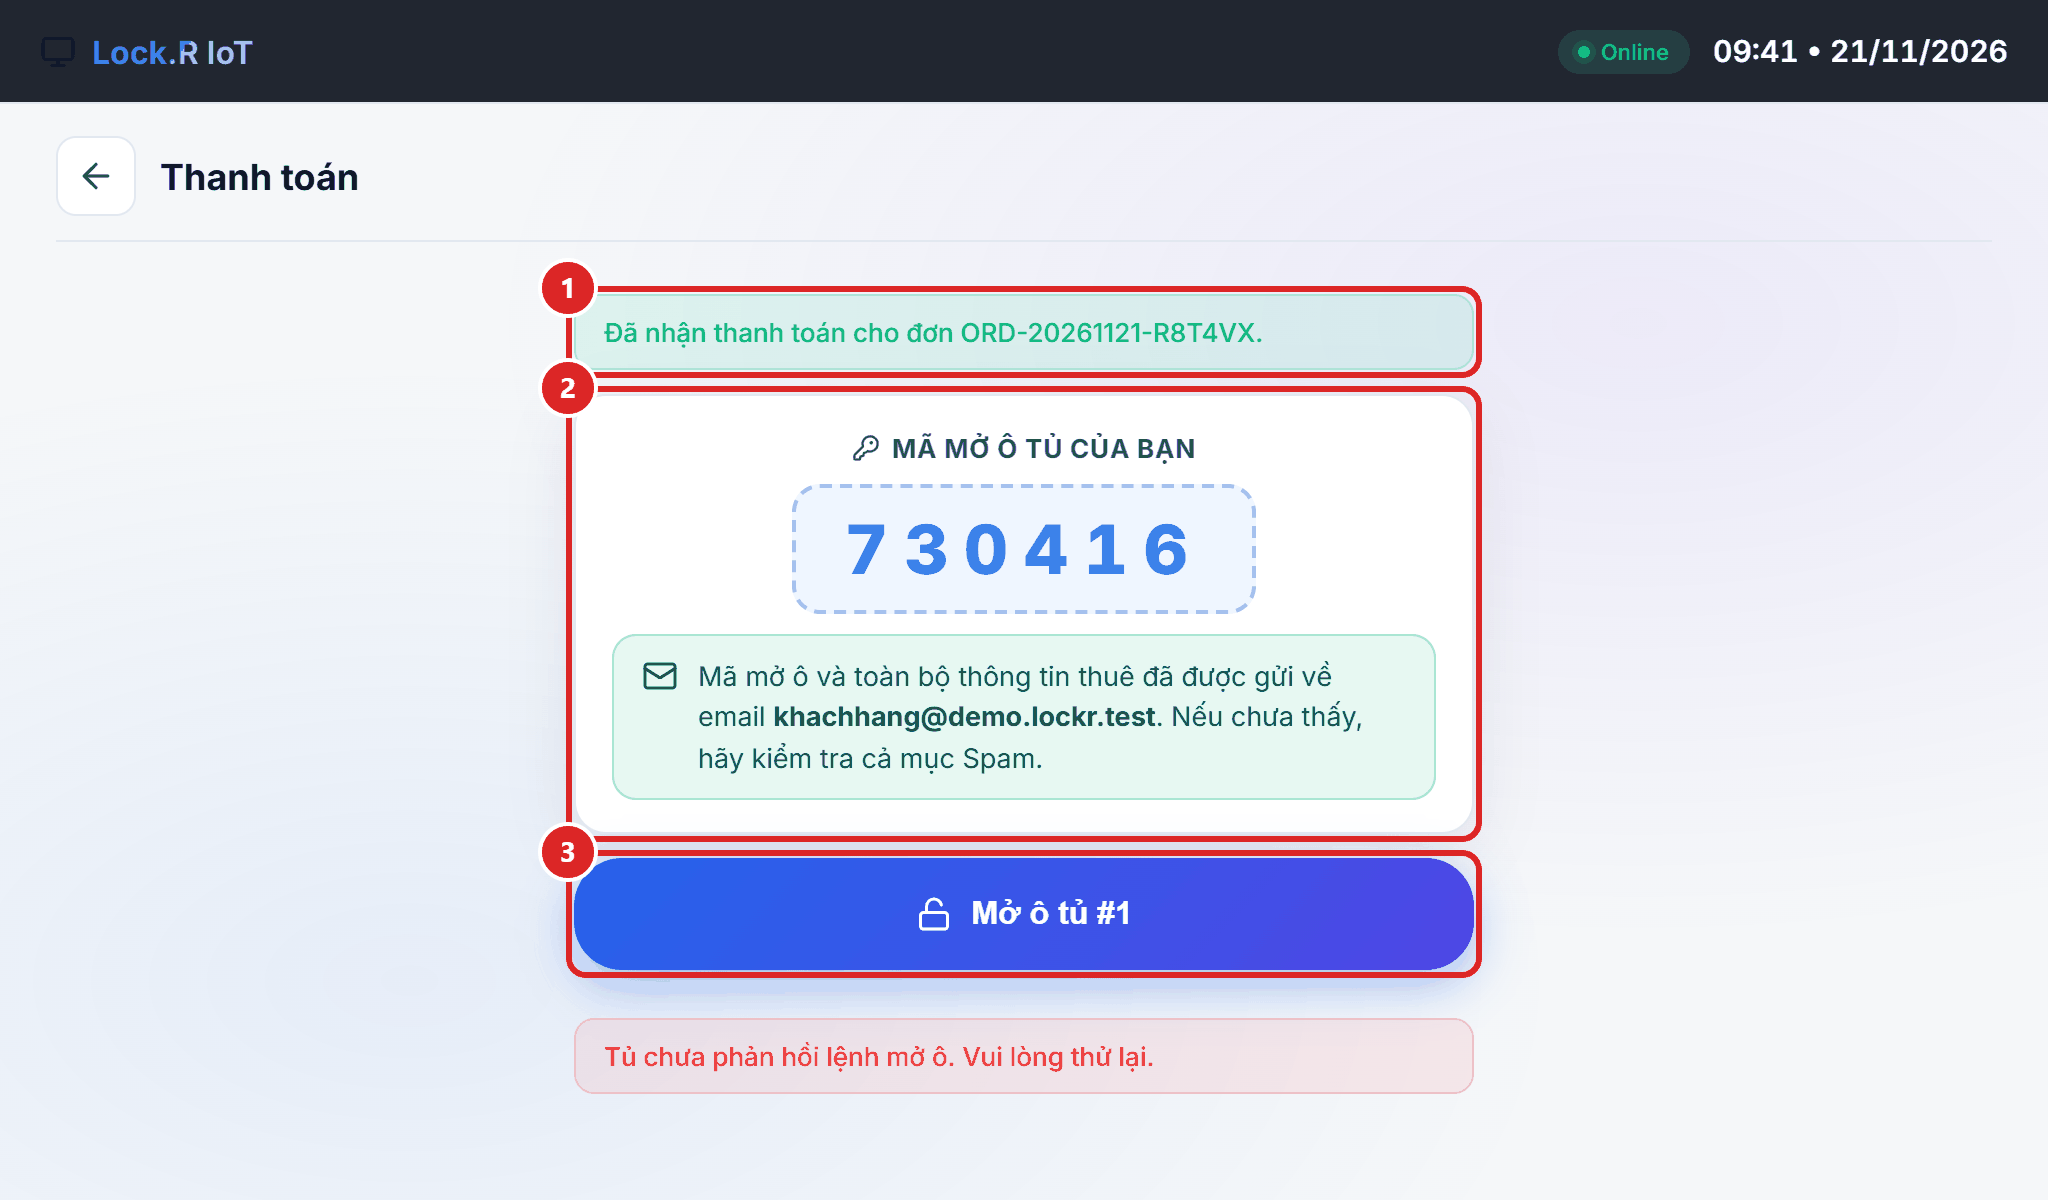 Lock.R IoT
Online
09:41 • 21/11/2026
Thanh toán
1
Đã nhận thanh toán cho đơn ORD-20261121-R8T4VX.
2
MÃ MỞ Ô TỦ CỦA BẠN
730416
Mã mở ô và toàn bộ thông tin thuê đã được gửi về
email khachhang@demo.lockr.test. Nếu chưa thấy,
hãy kiểm tra cả mục Spam.
3
Mở ô tủ #1
Tủ chưa phản hồi lệnh mở ô. Vui lòng thử lại.